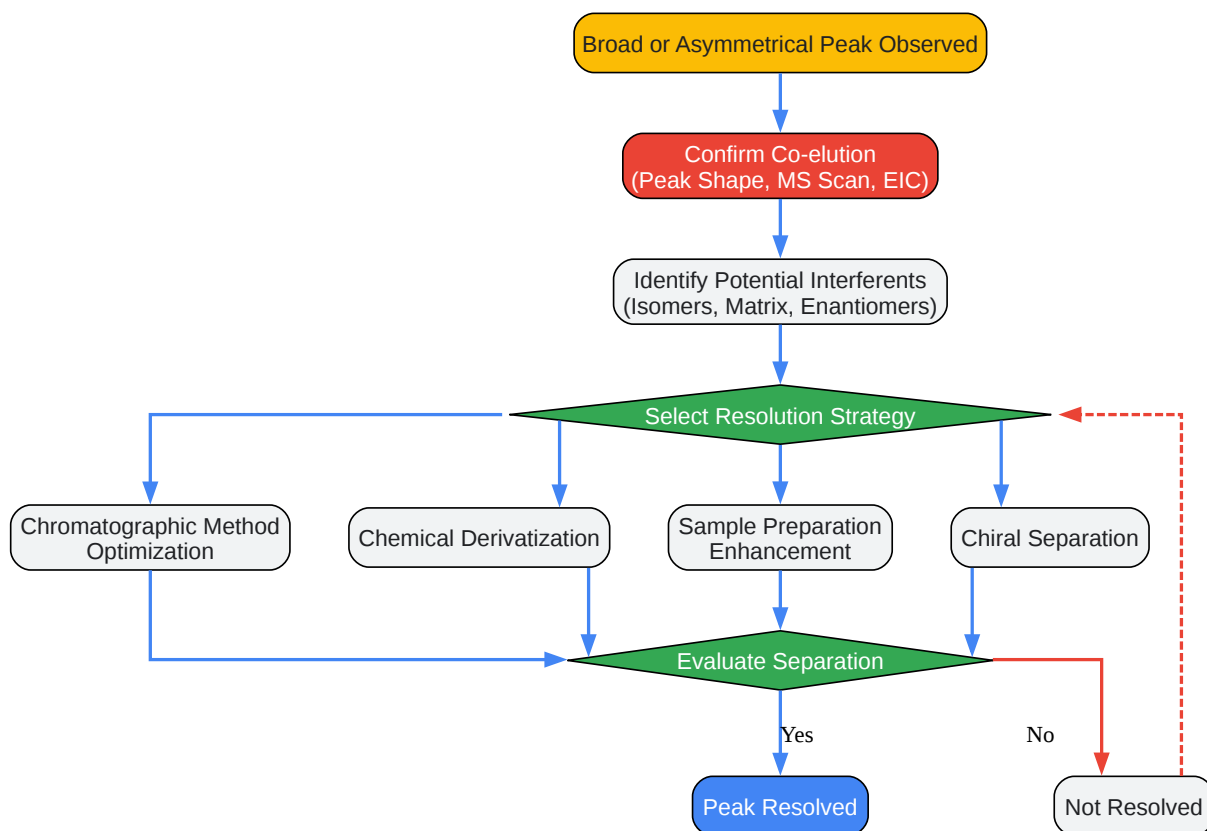 Broad or Asymmetrical Peak Observed
Confirm Co-elution
(Peak Shape, MS Scan, EIC)
Identify Potential Interferents
(Isomers, Matrix, Enantiomers)
Select Resolution Strategy
Chromatographic Method
Optimization
Chemical Derivatization
Sample Preparation
Enhancement
Chiral Separation
Evaluate Separation
Yes
No
Peak Resolved
Not Resolved